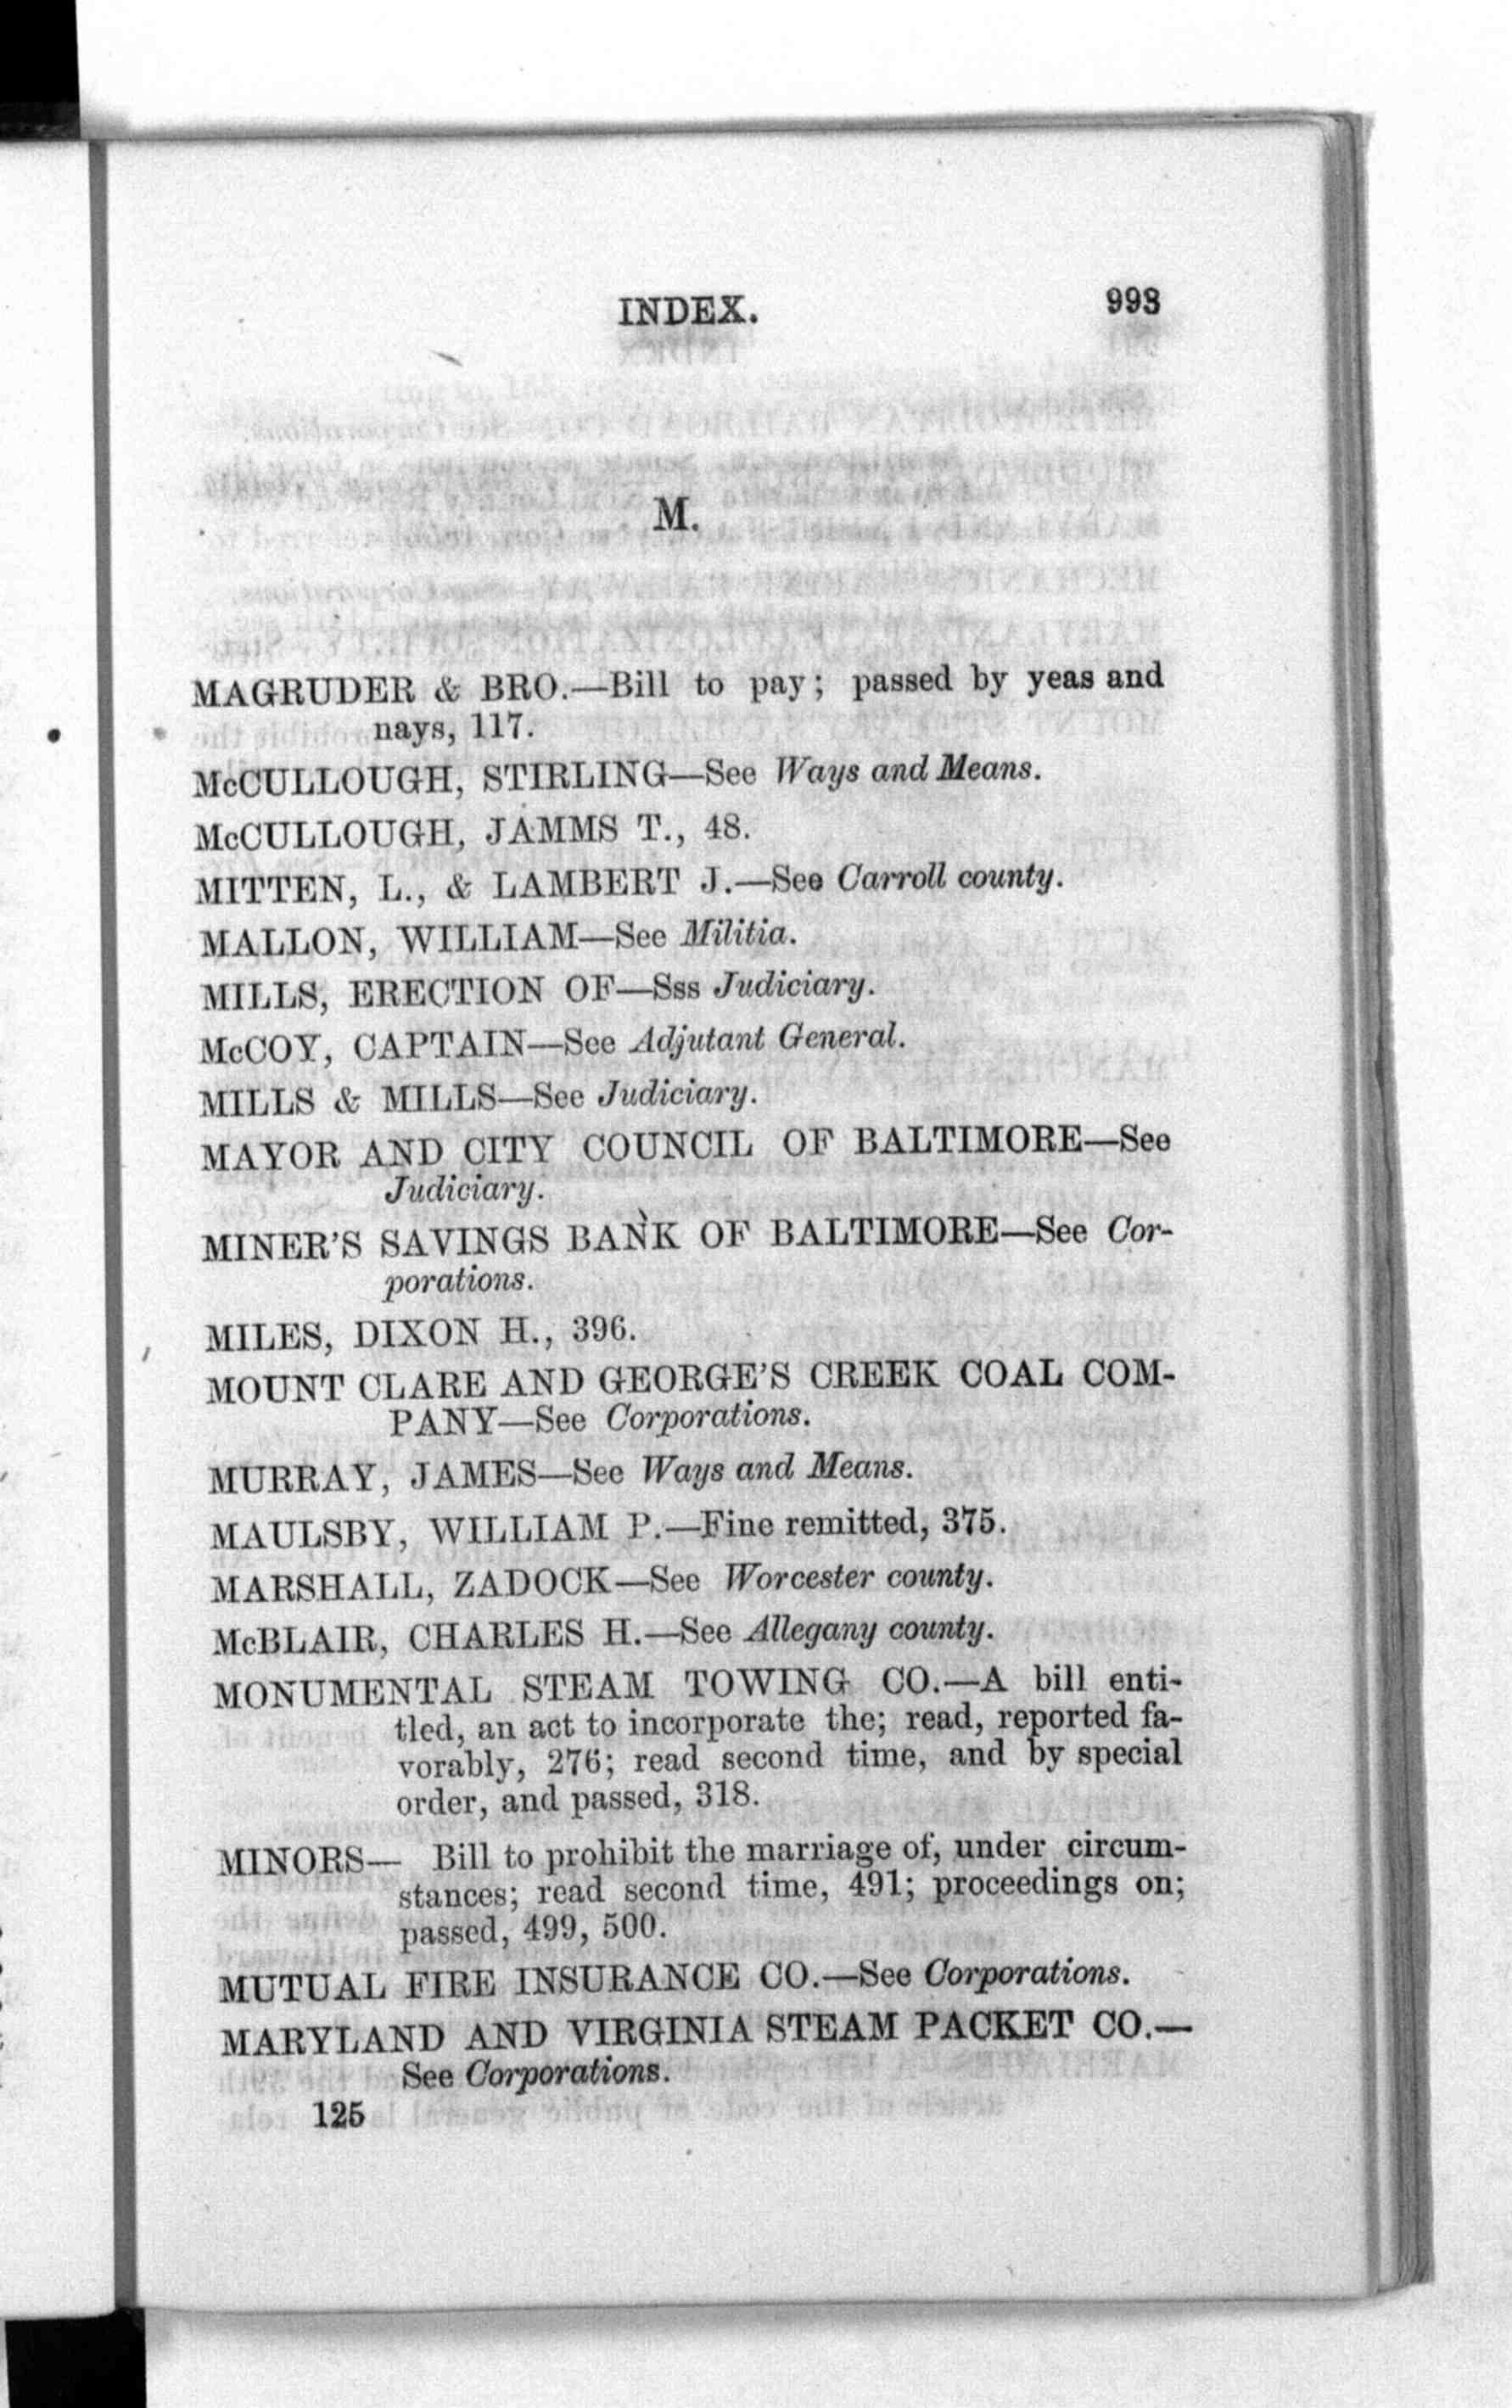 INDEX. 993
M.
MAGRUDER & BRO.—Bill to pay; passed by yeas and
nays, 117.
McCULLOUGH, STIRLING—See Ways and Means.
McCULLOUGH, JAMMS T., 48.
MITTEN, L., & LAMBERT J.—See Carroll county.
MALLON, WILLIAM—See Militia.
MILLS, ERECTION OF—Sss Judiciary.
McCOY, CAPTAIN—See Adjutant General.
MILLS & MILLS—See Judiciary.
MAYOR AND CITY COUNCIL OF BALTIMORE—See
Judiciary.
MINER'S SAVINGS BANK OF BALTIMORE—See Cor-
porations.
MILES, DIXON H., 396.
MOUNT CLARE AND GEORGE'S CREEK COAL COM-
PANY—See Corporations.
MURRAY, JAMES—See Ways and Means.
MAULSBY, WILLIAM P.—Fine remitted, 375.
MARSHALL, ZADOCK—See Worcester county.
McBLAIR, CHARLES H.—See Allegany county.
MONUMENTAL STEAM TOWING CO.—A bill enti-
tled, an act to incorporate the; read, reported fa-
vorably, 276; read second time, and by special
order, and passed, 318.
MINORS— Bill to prohibit the marriage of, under circum-
stances; read second time, 491; proceedings on;
passed, 499, 500.
MUTUAL FIRE INSURANCE CO.—See Corporations.
MARYLAND AND VIRGINIA STEAM PACKET CO.—
See Corporations.
125